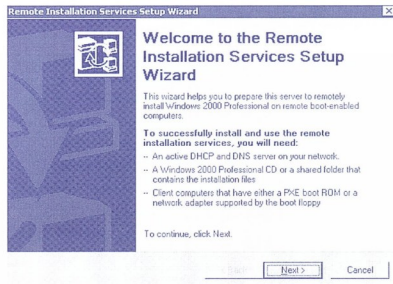 Remote Installation Services Setup Wizard
Welcome to the Remote
Installation Services Setup
Wizard
This wizard helps you to prepare this server to remotely
install Windows 2000 Professional on remote boot-enabled
computers.
To successfully install and use the remote
installation services, you will need:
-- An active DHCP and DNS server on your network.
-- A Windows 2000 Professional CD or a shared folder that
contains the installation files
-- Client computers that have either a PXE boot ROM or a
network adapter supported by the boot floppy
To continue, click Next.
Next >
Cancel